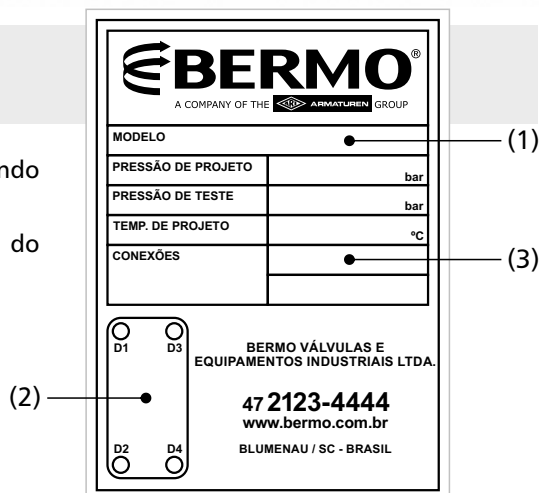 BERMO®
A COMPANY OF THE ARI ARMATUREN GROUP
MODELO
(1)
ndo
PRESSÃO DE PROJETO bar
PRESSÃO DE TESTE bar
do
TEMP. DE PROJETO ºC
CONEXÕES
(3)
D1 D3
BERMO VÁLVULAS E
EQUIPAMENTOS INDUSTRIAIS LTDA.
(2)
47 2123-4444
www.bermo.com.br
D2 D4
BLUMENAU / SC - BRASIL